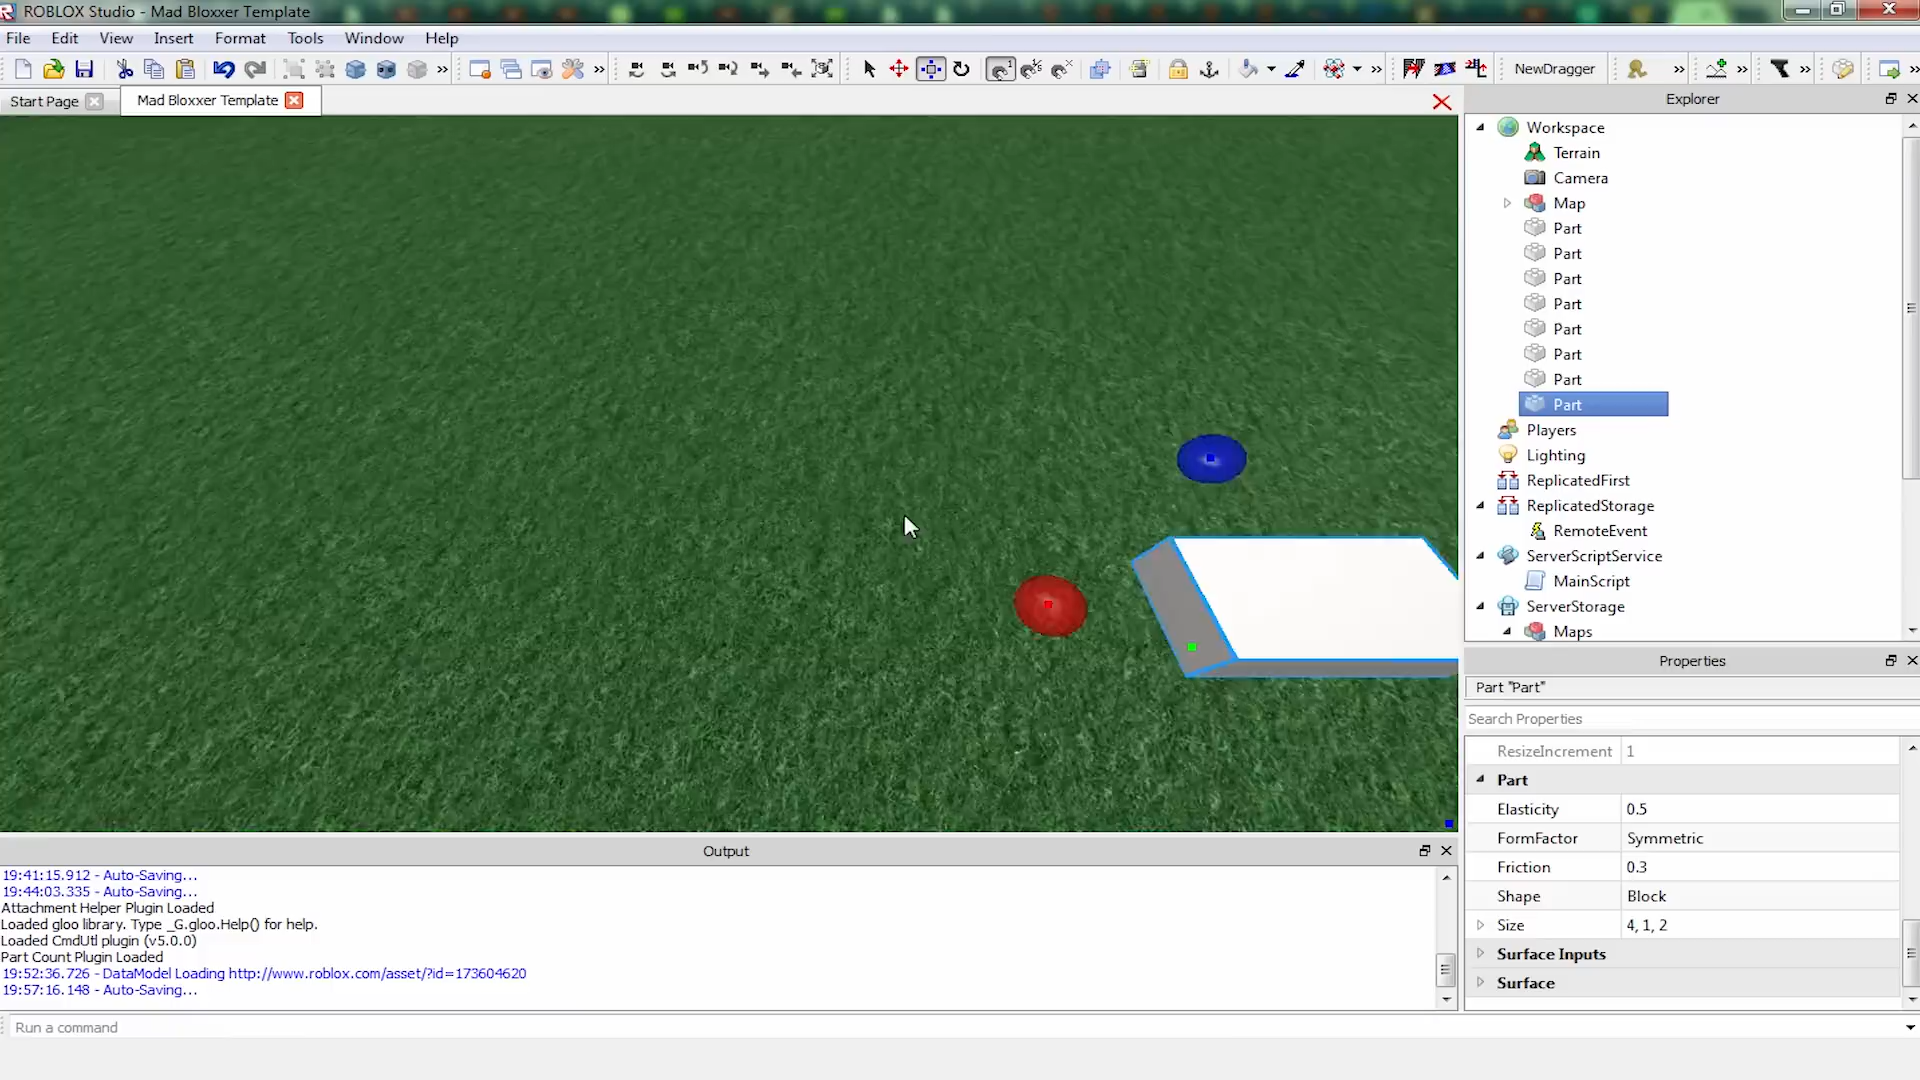 ROBLOX Studio - Mad Bloxxer Template
File Edit View Insert Format Tools Window Help
NewDragger
Start Page
Mad Bloxxer Template
Explorer
Workspace
Terrain
Camera
Map
Part
Part
Part
Part
Part
Part
Part
Part
Players
Lighting
ReplicatedFirst
ReplicatedStorage
RemoteEvent
ServerScriptService
MainScript
ServerStorage
Maps
Properties
Part "Part"
Search Properties
ResizeIncrement 1
Part
Elasticity 0.5
FormFactor Symmetric
Friction 0.3
Shape Block
Size 4, 1, 2
Surface Inputs
Surface
Output
19:41:15.912 - Auto-Saving...
19:44:03.335 - Auto-Saving...
Attachment Helper Plugin Loaded
Loaded gloo library. Type _G.gloo.Help() for help.
Loaded CmdUtl plugin (v5.0.0)
Part Count Plugin Loaded
19:52:36.726 - DataModel Loading http://www.roblox.com/asset/?id=173604620
19:57:16.148 - Auto-Saving...
Run a command